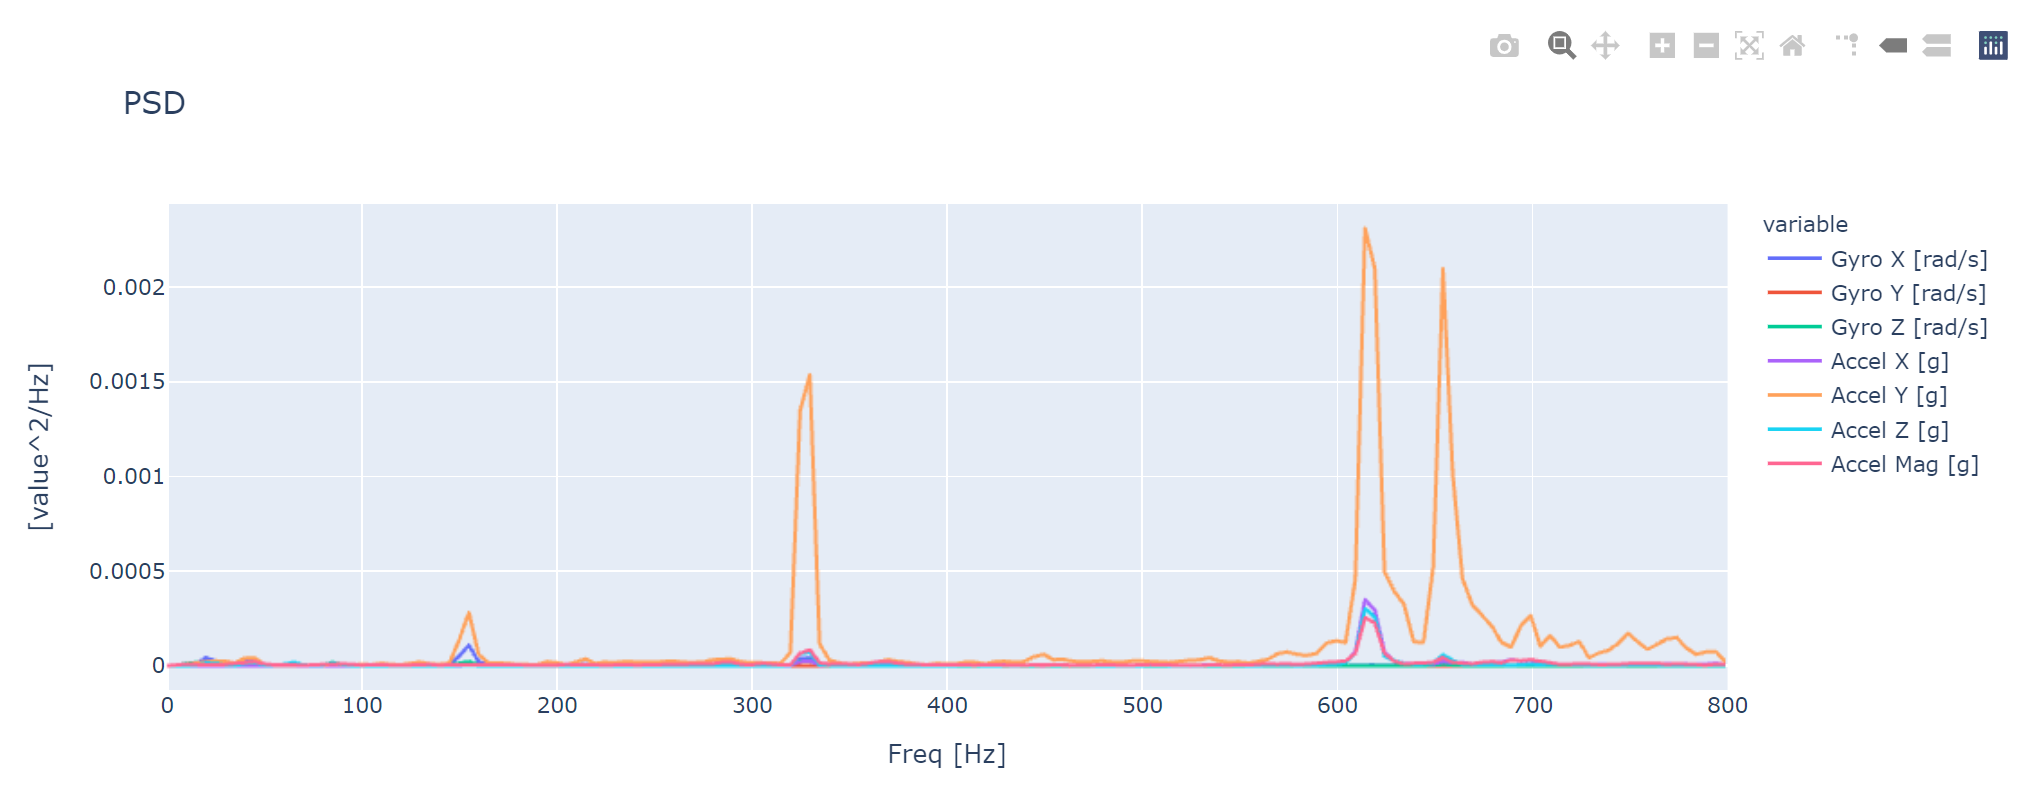 PSD
[value^2/Hz]
0.002
0.0015
0.001
0.0005
0
0 100 200 300 400 500 600 700 800
Freq [Hz]
variable
Gyro X [rad/s]
Gyro Y [rad/s]
Gyro Z [rad/s]
Accel X [g]
Accel Y [g]
Accel Z [g]
Accel Mag [g]